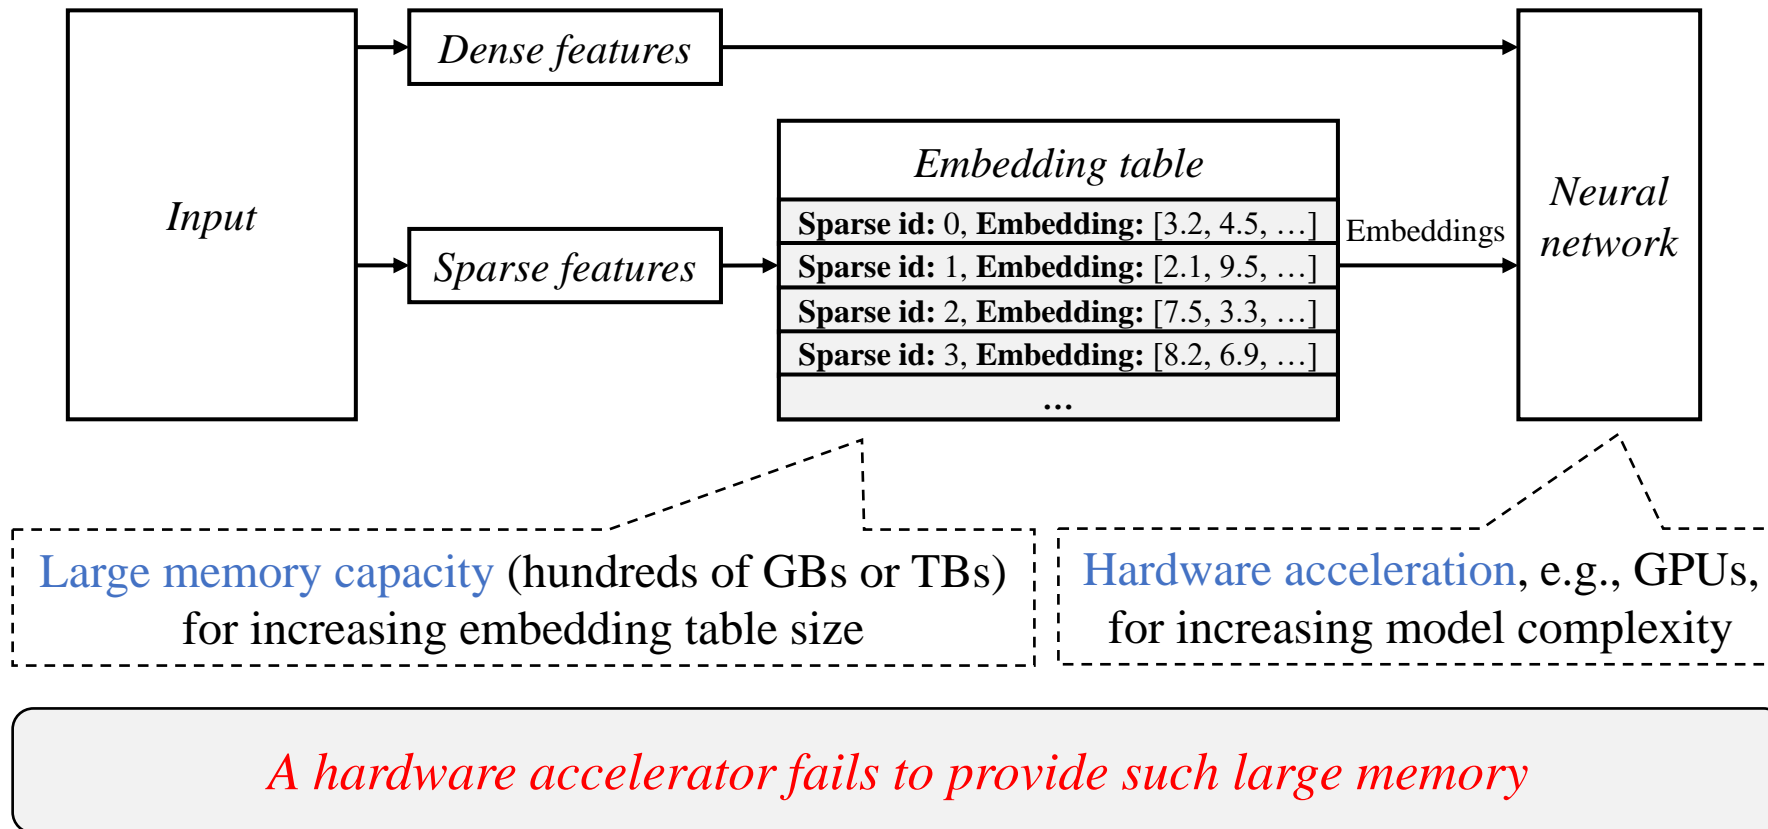 Input
Dense features
Sparse features
Embedding table
Sparse id: 0, Embedding: [3.2, 4.5, …]
Sparse id: 1, Embedding: [2.1, 9.5, …]
Sparse id: 2, Embedding: [7.5, 3.3, …]
Sparse id: 3, Embedding: [8.2, 6.9, …]
…
Embeddings
Neural
network
Large memory capacity (hundreds of GBs or TBs)
for increasing embedding table size
Hardware acceleration, e.g., GPUs,
for increasing model complexity
A hardware accelerator fails to provide such large memory